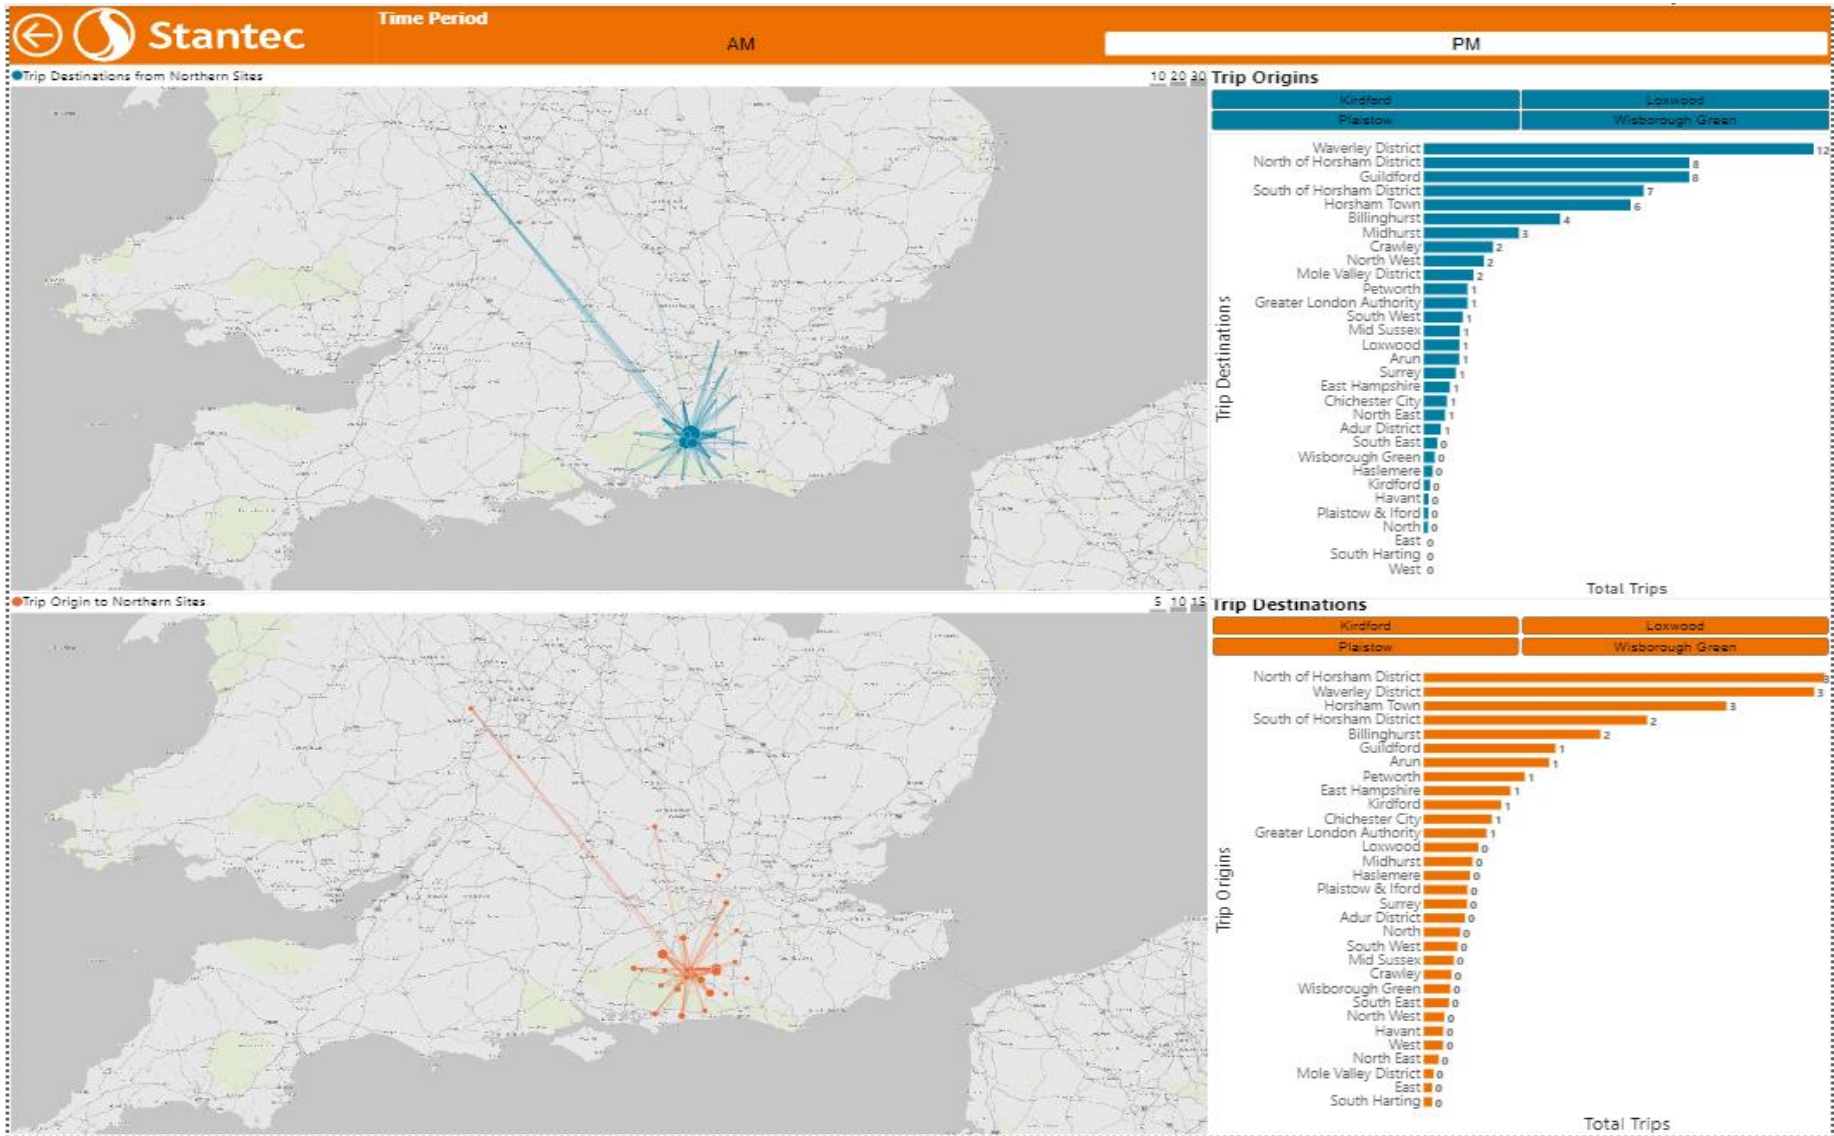 Stantec
Time Period
AM
PM
Trip Destinations from Northern Sites
10 20 30
Trip Origins
Kirdford
Loxwood
Plaistow
Wisborough Green
Trip Destinations
Waverley District 12
North of Horsham District 8
Guildford 8
South of Horsham District 7
Horsham Town 6
Billinghurst 4
Midhurst 3
Crawley 2
North West 2
Mole Valley District 2
Petworth 1
Greater London Authority 1
South West 1
Mid Sussex 1
Loxwood 1
Arun 1
Surrey 1
East Hampshire 1
Chichester City 1
North East 1
Adur District 1
South East 0
Wisborough Green 0
Haslemere 0
Kirdford 0
Havant 0
Plaistow & Iford 0
North 0
East 0
South Harting 0
West 0
Total Trips
Trip Origin to Northern Sites
5 10 15
Trip Destinations
Kirdford
Loxwood
Plaistow
Wisborough Green
Trip Origins
North of Horsham District 3
Waverley District 3
Horsham Town 3
South of Horsham District 2
Billinghurst 2
Guildford 1
Arun 1
Petworth 1
East Hampshire 1
Kirdford 1
Chichester City 1
Greater London Authority 1
Loxwood 0
Midhurst 0
Haslemere 0
Plaistow & Iford 0
Surrey 0
Adur District 0
North 0
South West 0
Mid Sussex 0
Crawley 0
Wisborough Green 0
South East 0
North West 0
Havant 0
West 0
North East 0
Mole Valley District 0
East 0
South Harting 0
Total Trips